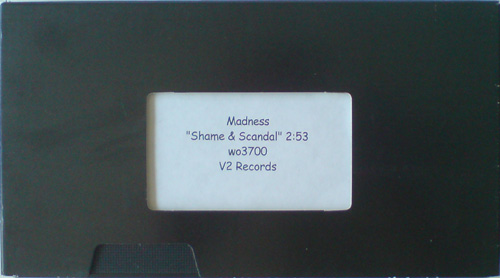 Madness
"Shame & Scandal" 2:53
wo3700
V2 Records